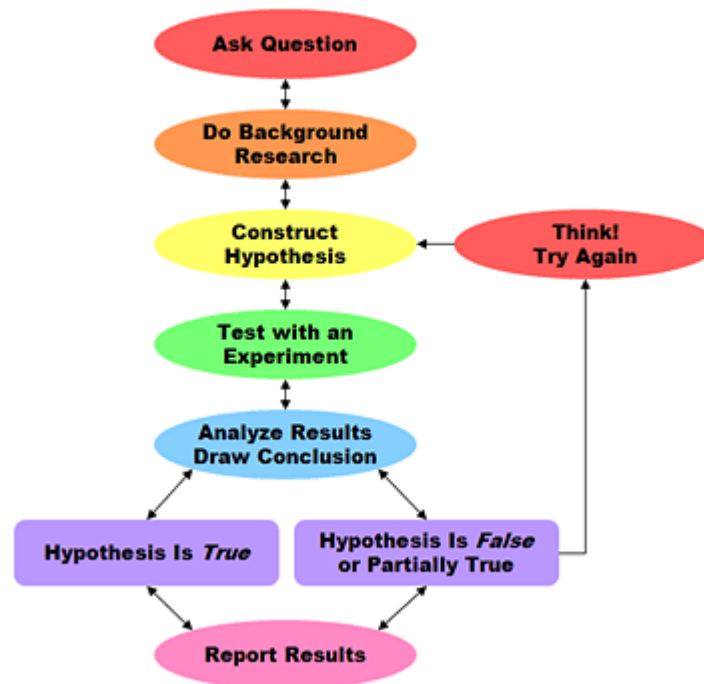 Ask Question
Do Background
Research
Construct
Hypothesis
Think!
Try Again
Test with an
Experiment
Analyze Results
Draw Conclusion
Hypothesis Is True
Hypothesis Is False
or Partially True
Report Results